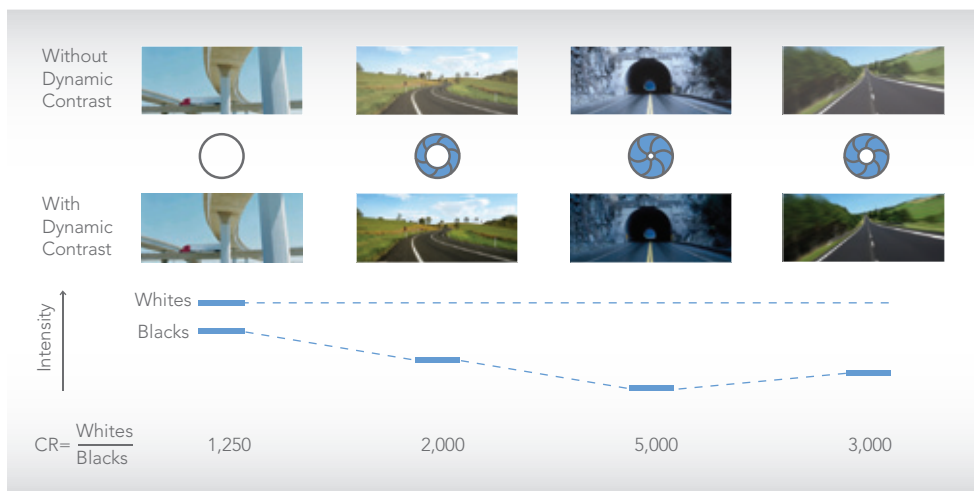 Without
Dynamic
Contrast
With
Dynamic
Contrast
Intensity
Whites
Blacks
CR= Whites
Blacks
1,250 2,000 5,000 3,000